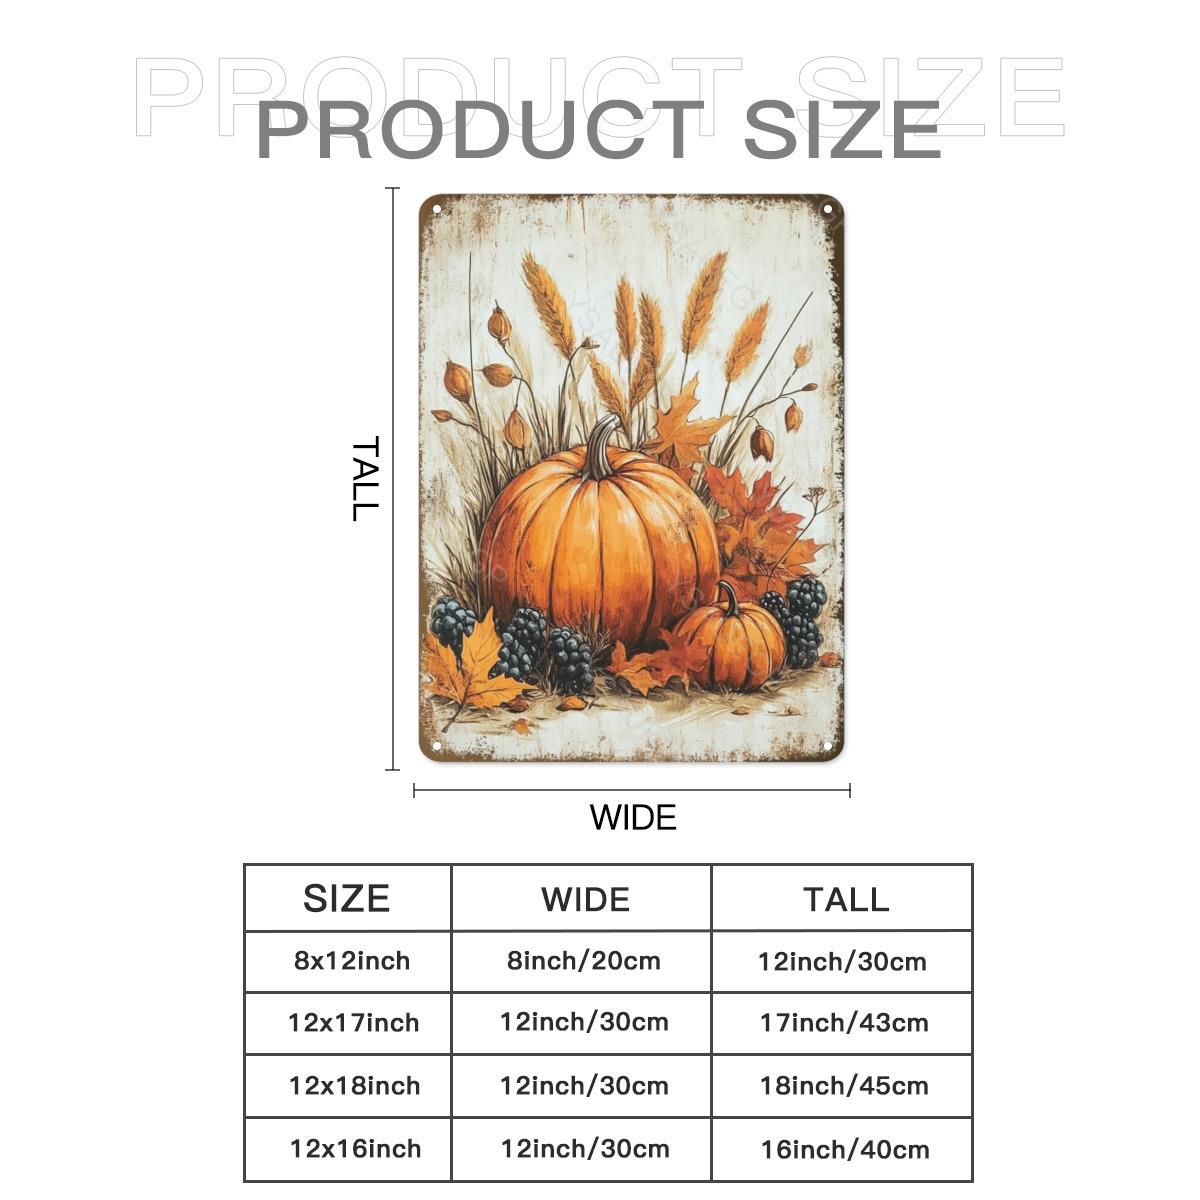 PRODUCT SIZE
PRODUCT SIZE
TALL
WIDE
SIZE WIDE TALL
8x12inch 8inch/20cm 12inch/30cm
12x17inch 12inch/30cm 17inch/43cm
12x18inch 12inch/30cm 18inch/45cm
12x16inch 12inch/30cm 16inch/40cm